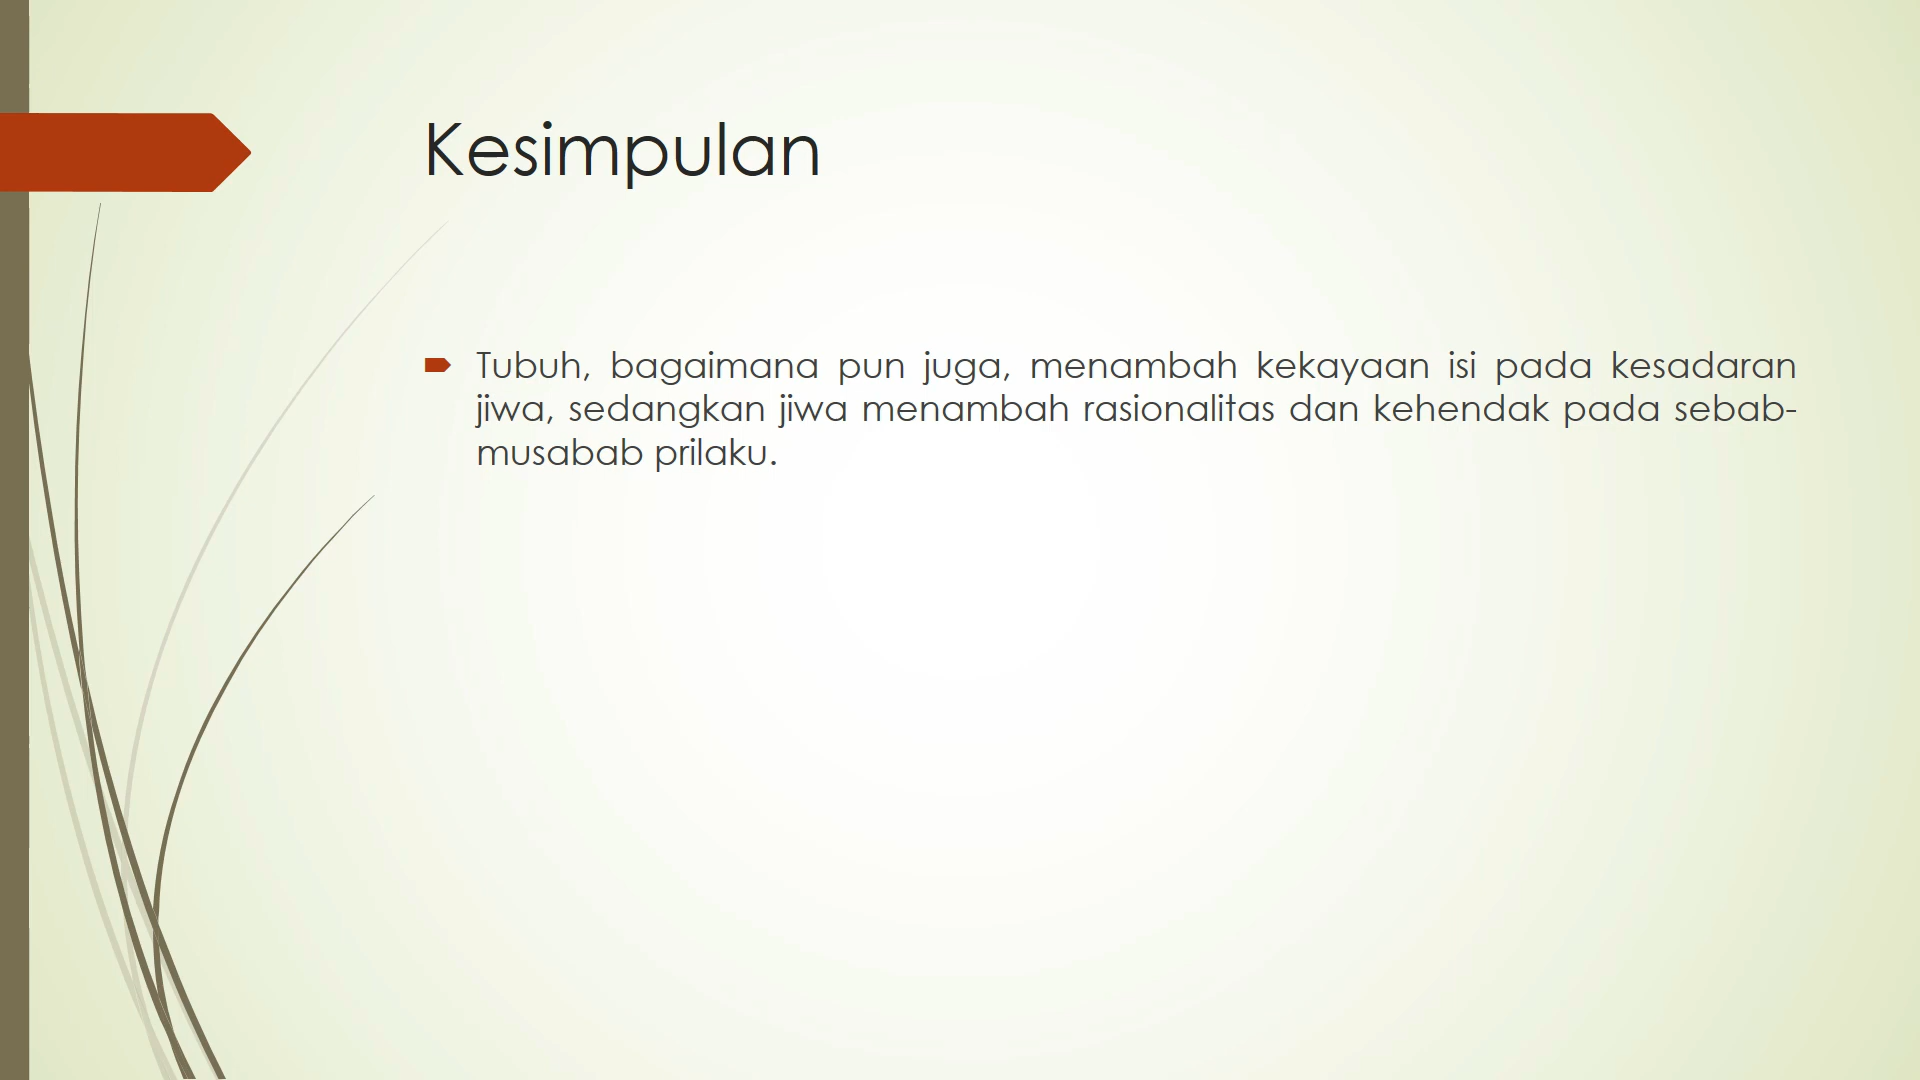 Kesimpulan
Tubuh, bagaimana pun juga, menambah kekayaan isi pada kesadaran
jiwa, sedangkan jiwa menambah rasionalitas dan kehendak pada sebab-
musabab prilaku.